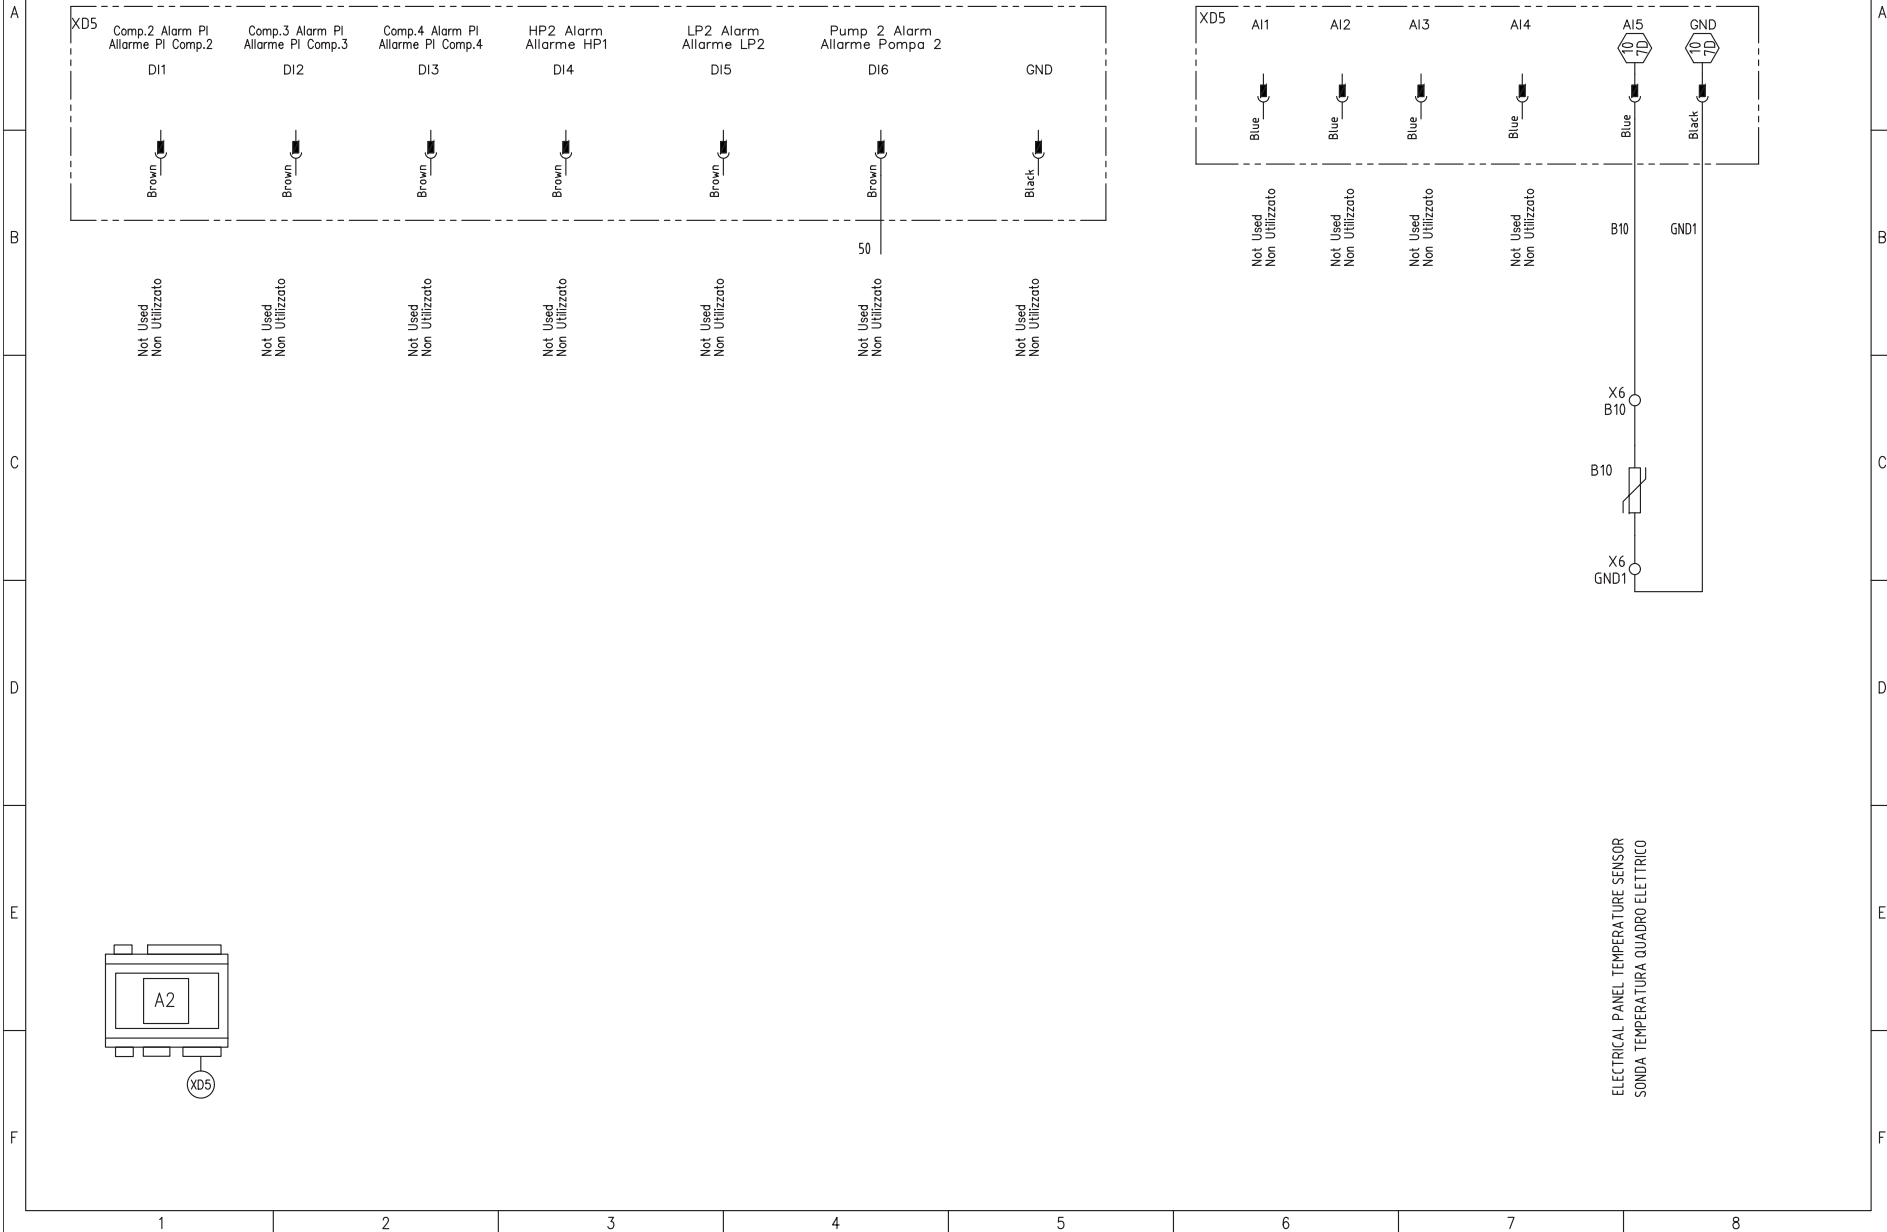 A
A
XD5
Comp.2 Alarm PI
Allarme PI Comp.2
DI1
Comp.3 Alarm PI
Allarme PI Comp.3
DI2
Comp.4 Alarm PI
Allarme PI Comp.4
DI3
HP2 Alarm
Allarme HP1
DI4
LP2 Alarm
Allarme LP2
DI5
Pump 2 Alarm
Allarme Pompa 2
DI6
GND
Brown
Brown
Brown
Brown
Brown
Brown
Black
50
Not Used
Non Utilizzato
Not Used
Non Utilizzato
Not Used
Non Utilizzato
Not Used
Non Utilizzato
Not Used
Non Utilizzato
Not Used
Non Utilizzato
Not Used
Non Utilizzato
XD5
AI1
AI2
AI3
AI4
AI5
GND
10
7D
10
7D
Blue
Blue
Blue
Blue
Blue
Black
Not Used
Non Utilizzato
Not Used
Non Utilizzato
Not Used
Non Utilizzato
Not Used
Non Utilizzato
B10
GND1
B
B
X6
B10
B10
X6
GND1
C
C
D
D
ELECTRICAL PANEL TEMPERATURE SENSOR
SONDA TEMPERATURA QUADRO ELETTRICO
E
E
A2
XD5
F
F
1
2
3
4
5
6
7
8